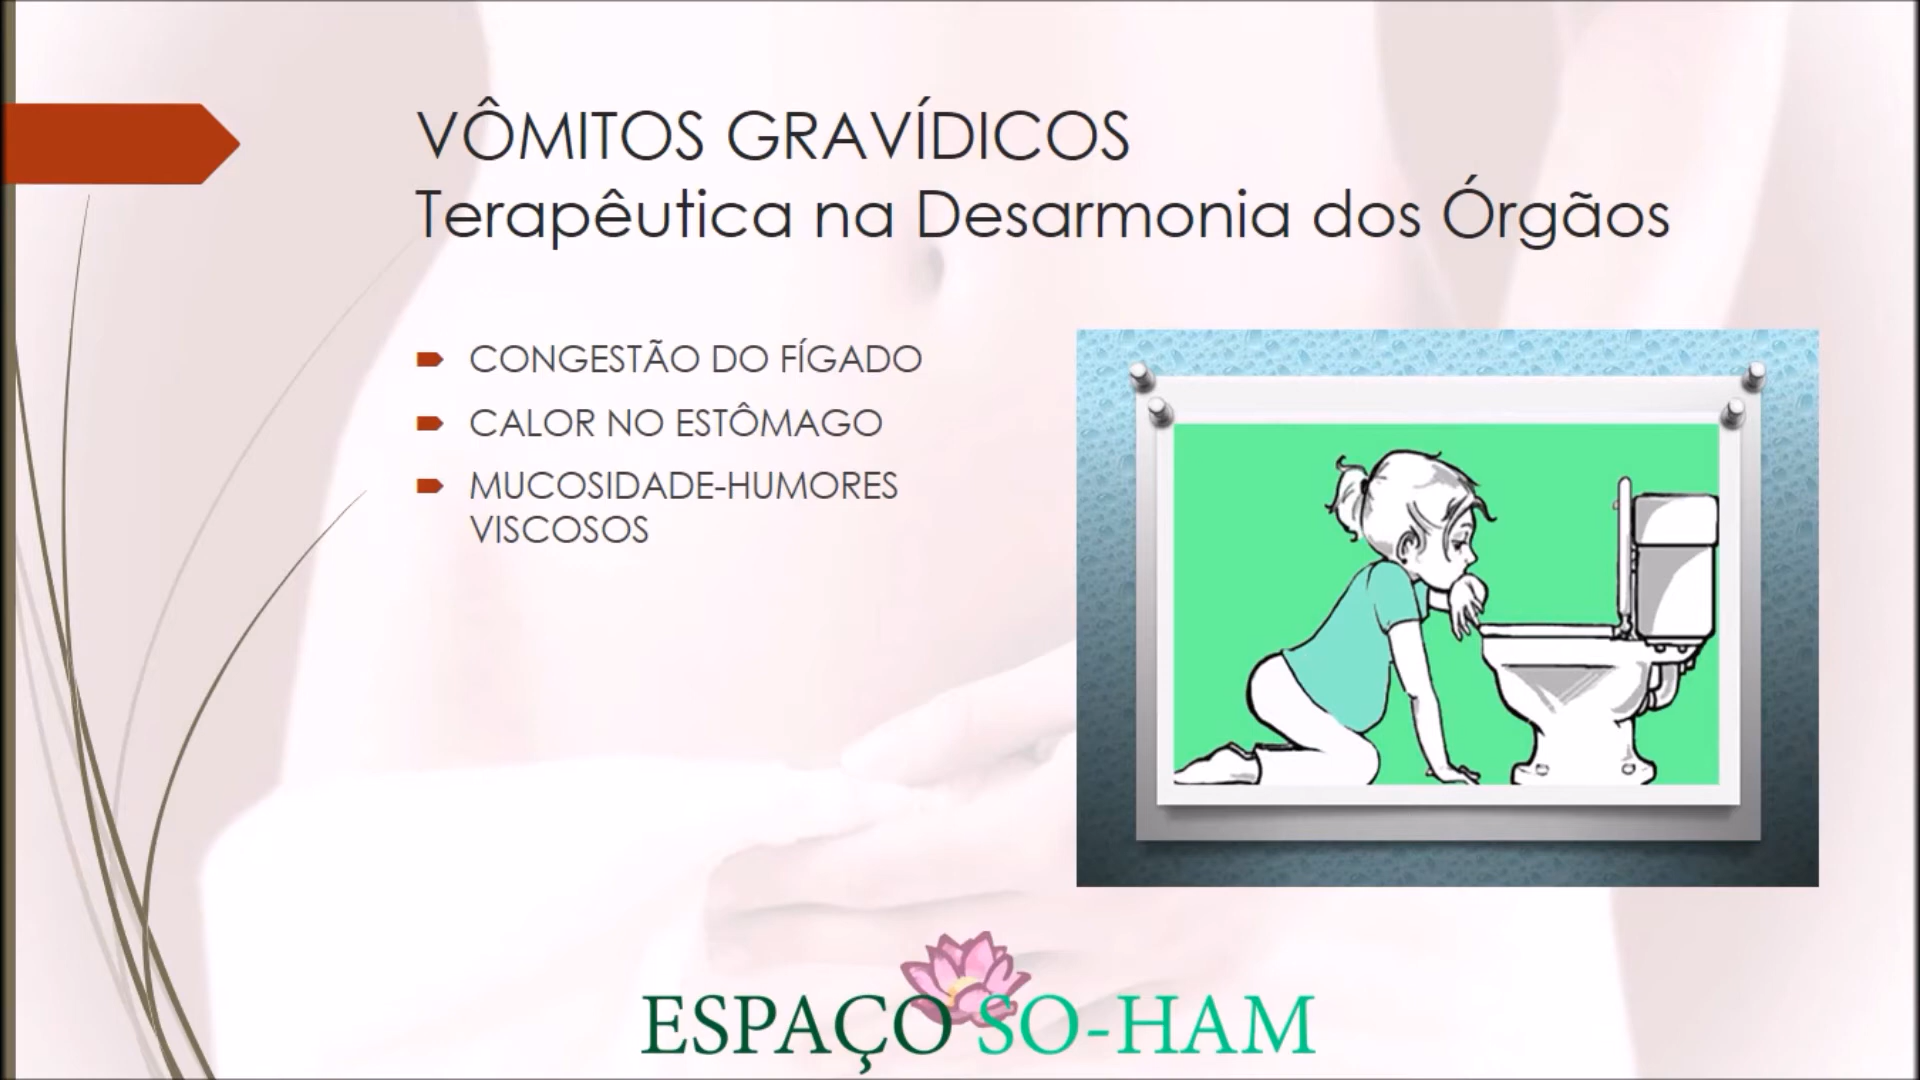 VÔMITOS GRAVÍDICOS
Terapêutica na Desarmonia dos Órgãos
CONGESTÃO DO FÍGADO
CALOR NO ESTÔMAGO
MUCOSIDADE-HUMORES
VISCOSOS
ESPAÇO SO-HAM